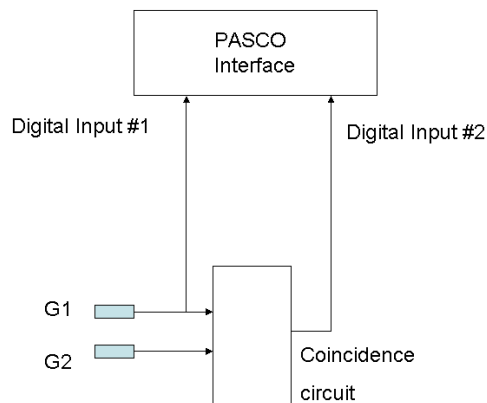 PASCO
Interface
Digital Input #1
Digital Input #2
G1
G2
Coincidence
circuit